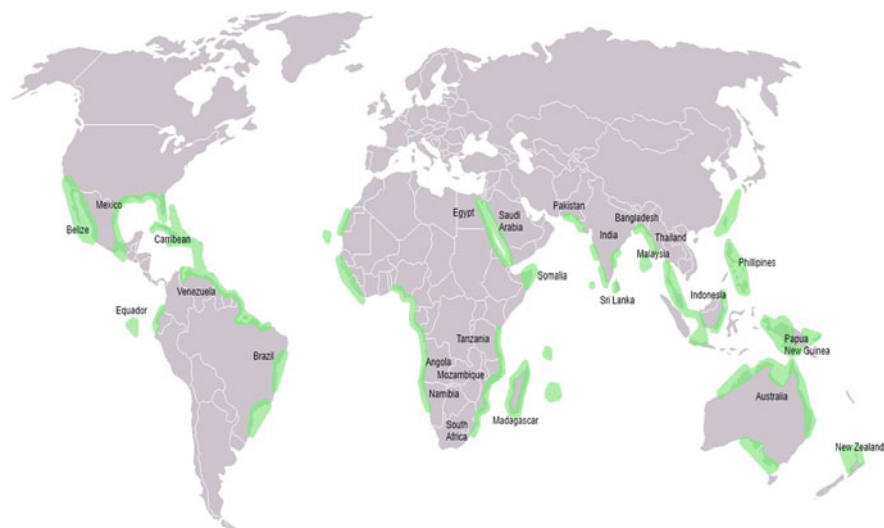 Mexico
Belize
Carribean
Venezuela
Equador
Brazil
Egypt
Saudi
Arabia
Somalia
Tanzania
Angola
Mozambique
Namibia
South
Africa
Madagascar
Pakistan
India
Bangladesh
Thailand
Malaysia
Sri Lanka
Indonesia
Phillipines
Papua
New Guinea
Australia
New Zealand